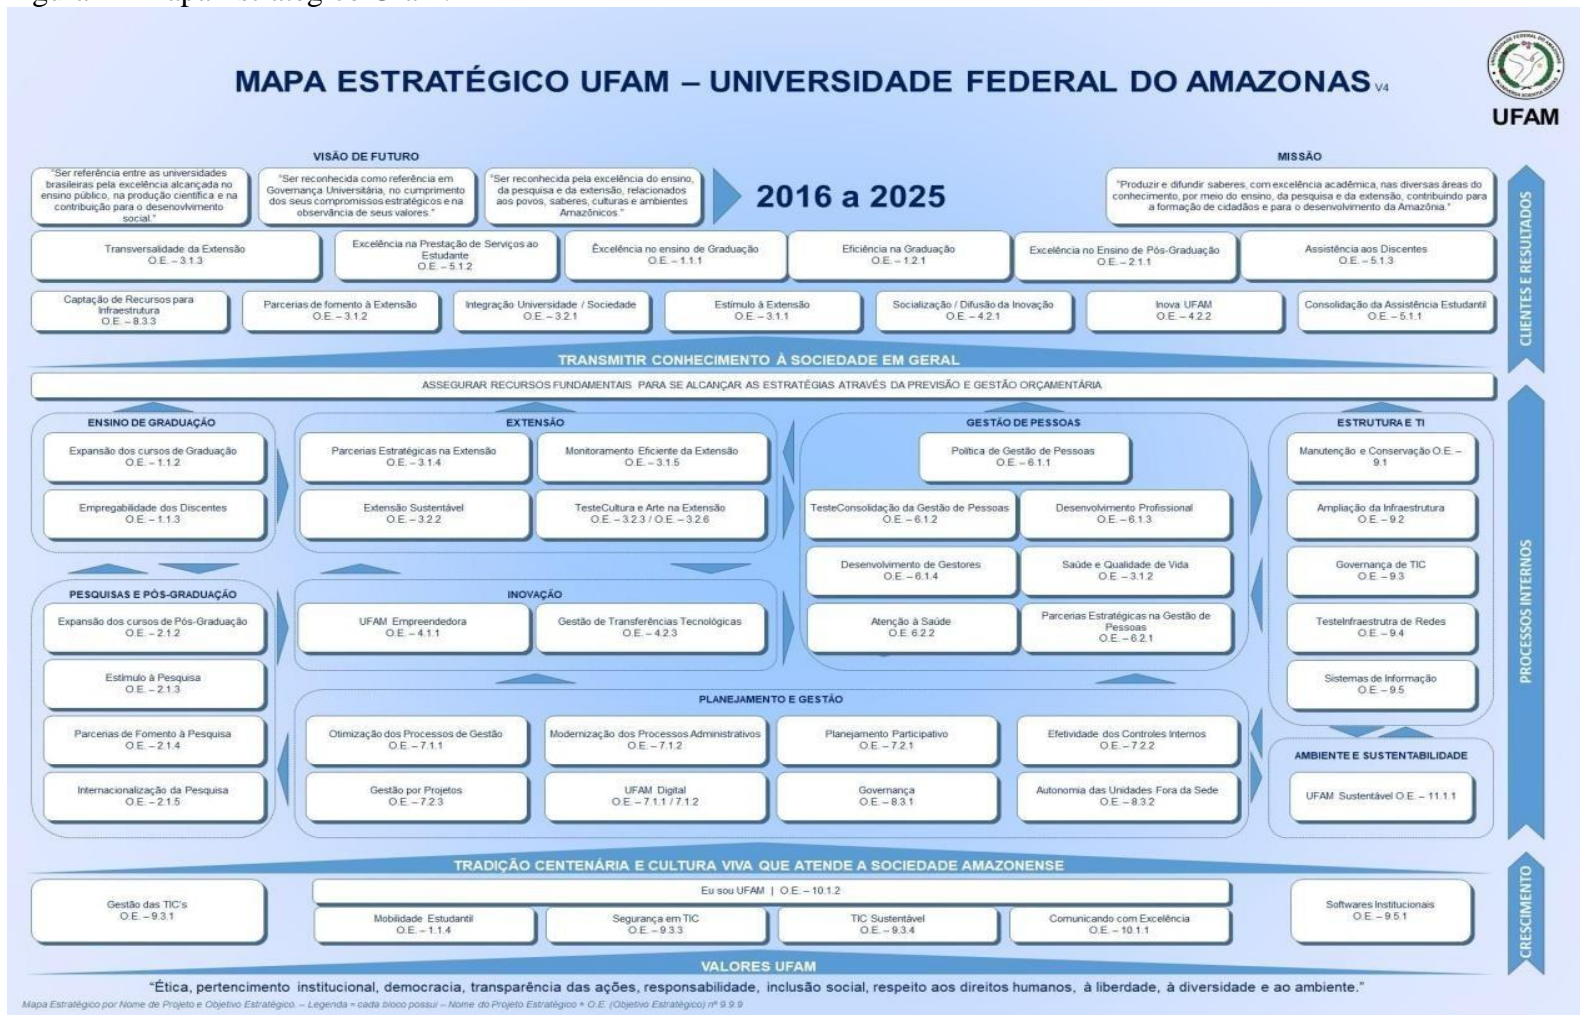 MAPA ESTRATÉGICO UFAM – UNIVERSIDADE FEDERAL DO AMAZONAS V4
UFAM
VISÃO DE FUTURO
"Ser referência entre as universidades
brasileiras pela excelência alcançada no
ensino público, na produção científica e na
contribuição para o desenovlvimento
social."
"Ser reconhecida como referência em
Governança Universitária, no cumprimento
dos seus compromissos estratégicos e na
observância de seus valores."
"Ser reconhecida pela excelência do ensino,
da pesquisa e da extensão, relacionados
aos povos, saberes, culturas e ambientes
Amazônicos."
2016 a 2025
MISSÃO
"Produzir e difundir saberes, com excelência acadêmica, nas diversas áreas do
conhecimento, por meio do ensino, da pesquisa e da extensão, contribuindo para
a formação de cidadãos e para o desenvolvimento da Amazônia."
CLIENTES E RESULTADOS
Transversalidade da Extensão
O.E. – 3.1.3
Excelência na Prestação de Serviços ao
Estudante
O.E. – 5.1.2
Êxcelência no ensino de Graduação
O.E. – 1.1.1
Eficiência na Graduação
O.E. – 1.2.1
Excelência no Ensino de Pós-Graduação
O.E. – 2.1.1
Assistência aos Discentes
O.E. – 5.1.3
Captação de Recursos para
Infraestrutura
O.E. – 8.3.3
Parcerias de fomento à Extensão
O.E. – 3.1.2
Integração Universidade / Sociedade
O.E. – 3.2.1
Estímulo à Extensão
O.E. – 3.1.1
Socialização / Difusão da Inovação
O.E. – 4.2.1
Inova UFAM
O.E. – 4.2.2
Consolidação da Assistência Estudantil
O.E. – 5.1.1
TRANSMITIR CONHECIMENTO À SOCIEDADE EM GERAL
ASSEGURAR RECURSOS FUNDAMENTAIS PARA SE ALCANÇAR AS ESTRATÉGIAS ATRAVÉS DA PREVISÃO E GESTÃO ORÇAMENTÁRIA
PROCESSOS INTERNOS
ENSINO DE GRADUAÇÃO
Expansão dos cursos de Graduação
O.E. – 1.1.2
Empregabilidade dos Discentes
O.E. – 1.1.3
EXTENSÃO
Parcerias Estratégicas na Extensão
O.E. – 3.1.4
Monitoramento Eficiente da Extensão
O.E. – 3.1.5
Extensão Sustentável
O.E. – 3.2.2
TesteCultura e Arte na Extensão
O.E. – 3.2.3 / O.E. – 3.2.6
GESTÃO DE PESSOAS
Política de Gestão de Pessoas
O.E. – 6.1.1
TesteConsolidação da Gestão de Pessoas
O.E. – 6.1.2
Desenvolvimento Profissional
O.E. – 6.1.3
Desenvolvimento de Gestores
O.E. – 6.1.4
Saúde e Qualidade de Vida
O.E. – 3.1.2
Atenção à Saúde
O.E. 6.2.2
Parcerias Estratégicas na Gestão de
Pessoas
O.E. – 6.2.1
ESTRUTURA E TI
Manutenção e Conservação O.E. –
9.1
Ampliação da Infraestrutura
O.E. – 9.2
Governança de TIC
O.E. – 9.3
TesteInfraestrutra de Redes
O.E. – 9.4
Sistemas de Informação
O.E. – 9.5
PESQUISAS E PÓS-GRADUAÇÃO
Expansão dos cursos de Pós-Graduação
O.E. – 2.1.2
Estímulo à Pesquisa
O.E. – 2.1.3
Parcerias de Fomento à Pesquisa
O.E. – 2.1.4
Internacionalização da Pesquisa
O.E. – 2.1.5
INOVAÇÃO
UFAM Empreendedora
O.E. – 4.1.1
Gestão de Transferências Tecnológicas
O.E. – 4.2.3
PLANEJAMENTO E GESTÃO
Otimização dos Processos de Gestão
O.E. – 7.1.1
Modernização dos Processos Administrativos
O.E. – 7.1.2
Planejamento Participativo
O.E. – 7.2.1
Efetividade dos Controles Internos
O.E. – 7.2.2
Gestão por Projetos
O.E. – 7.2.3
UFAM Digital
O.E. – 7.1.1 / 7.1.2
Governança
O.E. – 8.3.1
Autonomia das Unidades Fora da Sede
O.E. – 8.3.2
AMBIENTE E SUSTENTABILIDADE
UFAM Sustentável O.E. – 11.1.1
TRADIÇÃO CENTENÁRIA E CULTURA VIVA QUE ATENDE A SOCIEDADE AMAZONENSE
CRESCIMENTO
Gestão das TIC's
O.E. – 9.3.1
Eu sou UFAM | O.E. – 10.1.2
Mobilidade Estudantil
O.E. – 1.1.4
Segurança em TIC
O.E. – 9.3.3
TIC Sustentável
O.E. – 9.3.4
Comunicando com Excelência
O.E. – 10.1.1
Softwares Institucionais
O.E. – 9.5.1
VALORES UFAM
"Ética, pertencimento institucional, democracia, transparência das ações, responsabilidade, inclusão social, respeito aos direitos humanos, à liberdade, à diversidade e ao ambiente."
Mapa Estratégico por Nome de Projeto e Objetivo Estratégico. – Legenda = cada bloco possui – Nome do Projeto Estratégico + O.E. (Objetivo Estratégico) nº 9.9.9